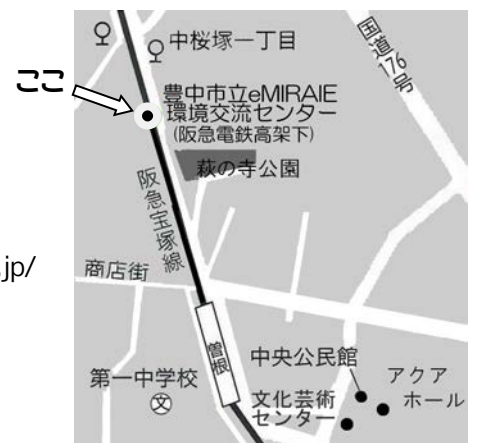 中桜塚一丁目
国道176号
ここ
豊中市立eMIRAIE
環境交流センター
(阪急電鉄高架下)
萩の寺公園
阪急宝塚線
.jp/
商店街
曽根
中央公民館
第一中学校
文
アクア
ホール
文化芸術
センター